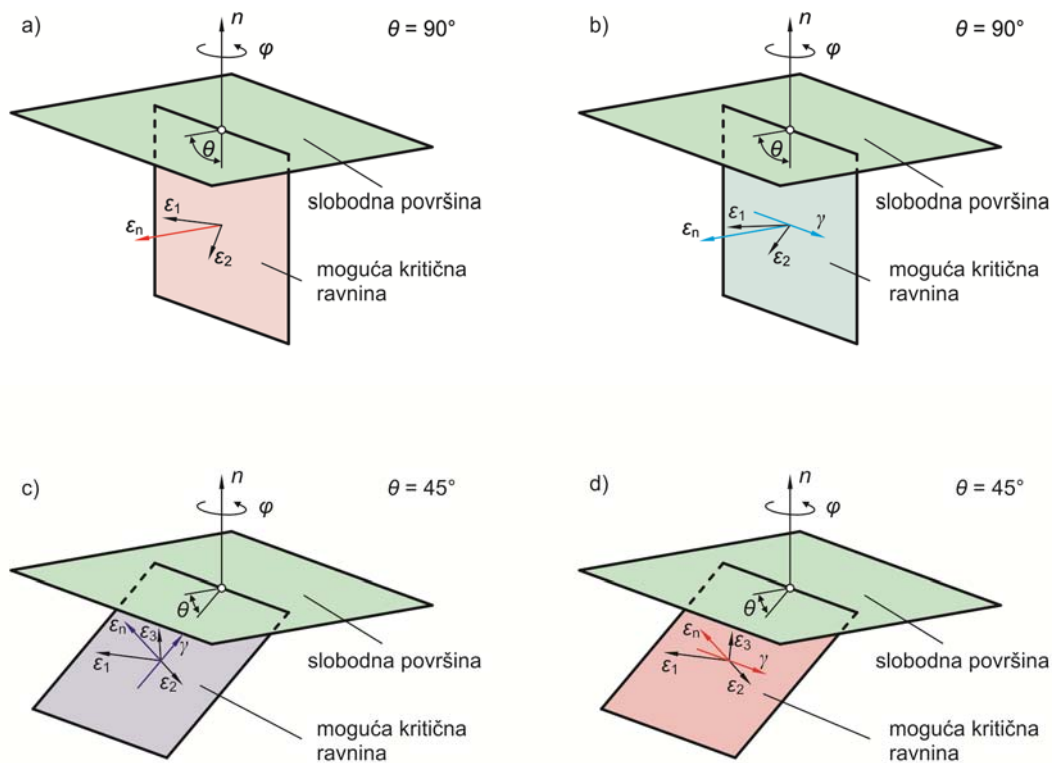 a)
n
φ
θ = 90°
θ
slobodna površina
ε1
εn
ε2
moguća kritična
ravnina
b)
n
φ
θ = 90°
θ
slobodna površina
ε1
γ
εn
ε2
moguća kritična
ravnina
c)
n
φ
θ = 45°
θ
εn
ε3
γ
slobodna površina
ε1
ε2
moguća kritična
ravnina
d)
n
φ
θ = 45°
θ
εn
ε3
γ
slobodna površina
ε1
ε2
moguća kritična
ravnina